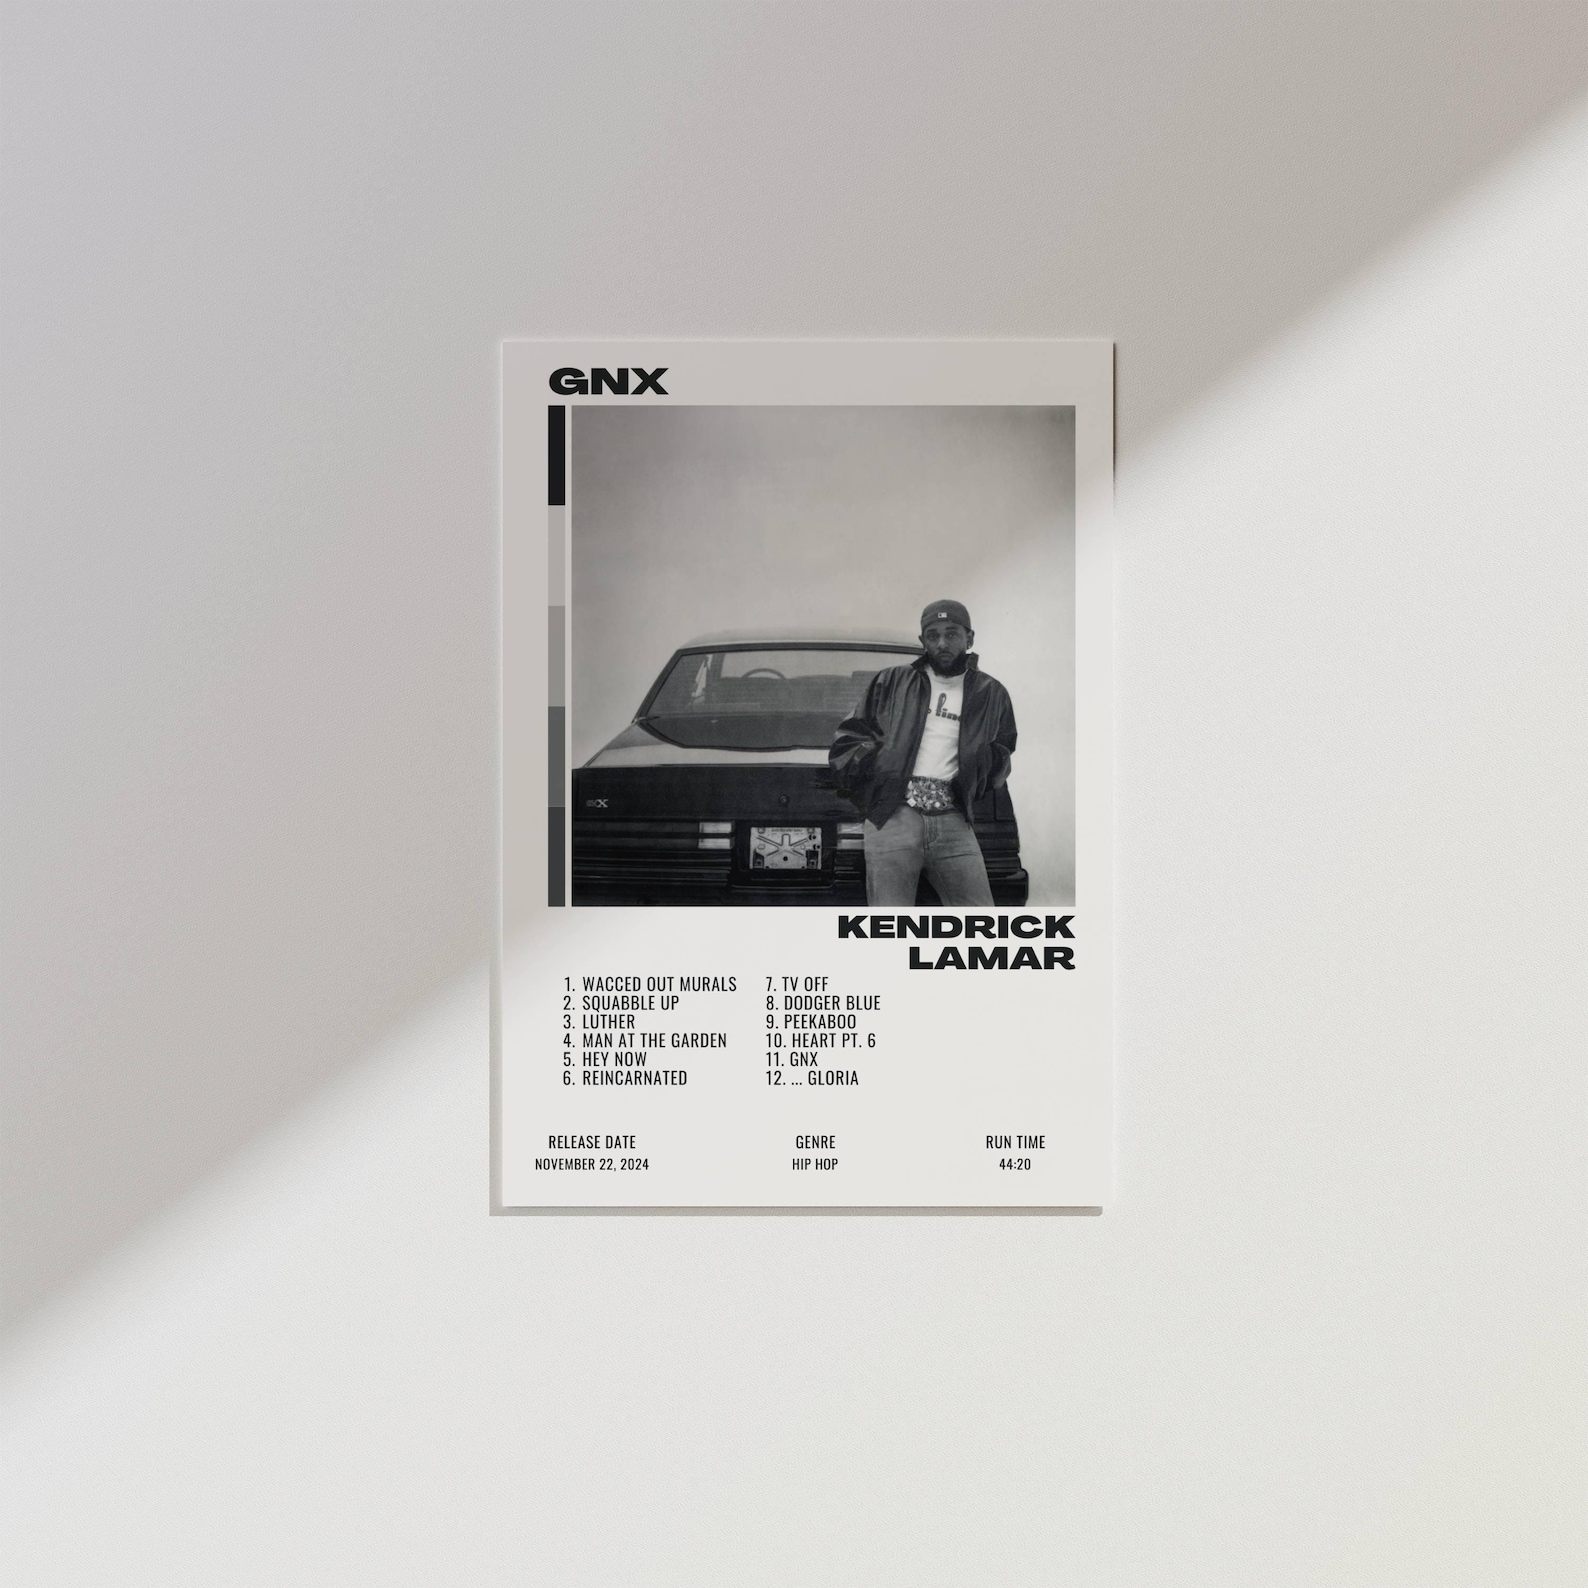 GNX
GNX
KENDRICK
LAMAR
1. WACCED OUT MURALS
2. SQUABBLE UP
3. LUTHER
4. MAN AT THE GARDEN
5. HEY NOW
6. REINCARNATED
7. TV OFF
8. DODGER BLUE
9. PEEKABOO
10. HEART PT. 6
11. GNX
12. ... GLORIA
RELEASE DATE
NOVEMBER 22, 2024
GENRE
HIP HOP
RUN TIME
44:20